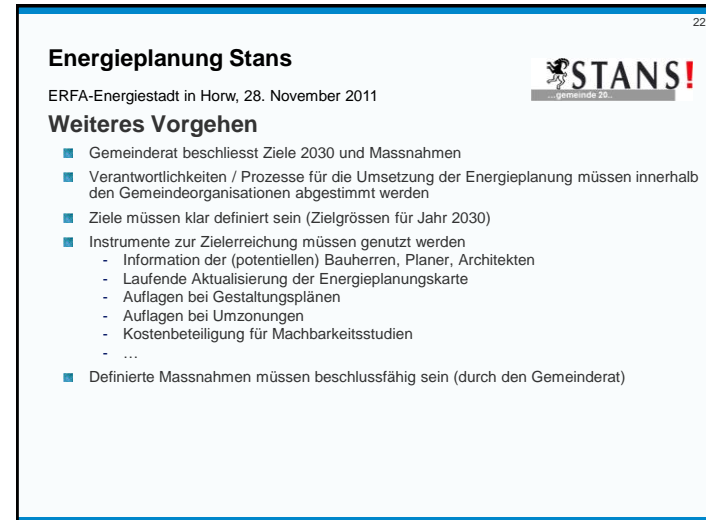 22
Energieplanung Stans
STANS!
...gemeinde 20..
ERFA-Energiestadt in Horw, 28. November 2011
Weiteres Vorgehen
Gemeinderat beschliesst Ziele 2030 und Massnahmen
Verantwortlichkeiten / Prozesse für die Umsetzung der Energieplanung müssen innerhalb
den Gemeindeorganisationen abgestimmt werden
Ziele müssen klar definiert sein (Zielgrössen für Jahr 2030)
Instrumente zur Zielerreichung müssen genutzt werden
- Information der (potentiellen) Bauherren, Planer, Architekten
- Laufende Aktualisierung der Energieplanungskarte
- Auflagen bei Gestaltungsplänen
- Auflagen bei Umzonungen
- Kostenbeteiligung für Machbarkeitsstudien
- …
Definierte Massnahmen müssen beschlussfähig sein (durch den Gemeinderat)